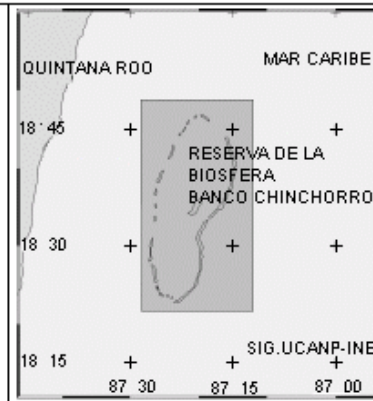 QUINTANA ROO
MAR CARIBE
18 45
RESERVA DE LA
BIOSFERA
BANCO CHINCHORRO
18 30
SIG.UCANP-INE
18 15
87 30
87 15
87 00